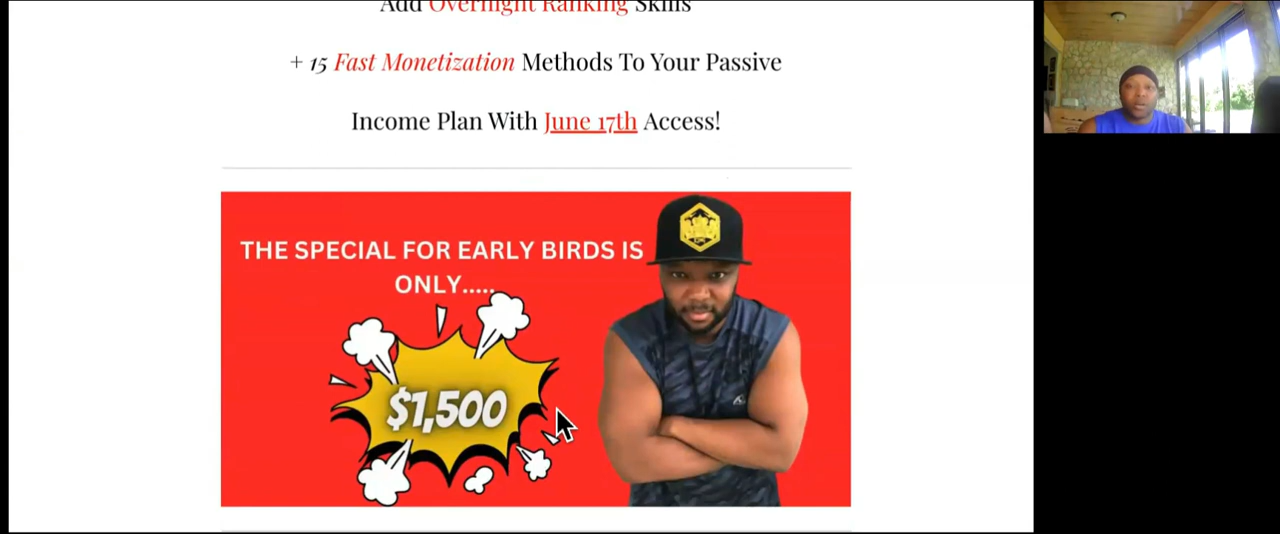 Add Overnight Ranking Skills
+ 15 Fast Monetization Methods To Your Passive
Income Plan With June 17th Access!
THE SPECIAL FOR EARLY BIRDS IS
ONLY.....
$1,500